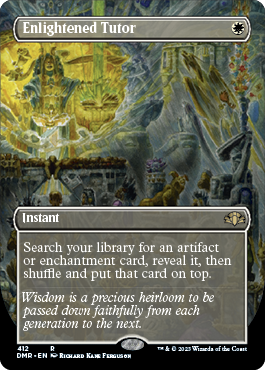 Enlightened Tutor
Instant
Search your library for an artifact
or enchantment card, reveal it, then
shuffle and put that card on top.
Wisdom is a precious heirloom to be
passed down faithfully from each
generation to the next.
412 R
DMR • EN Richard Kane Ferguson
™ & © 2023 Wizards of the Coast